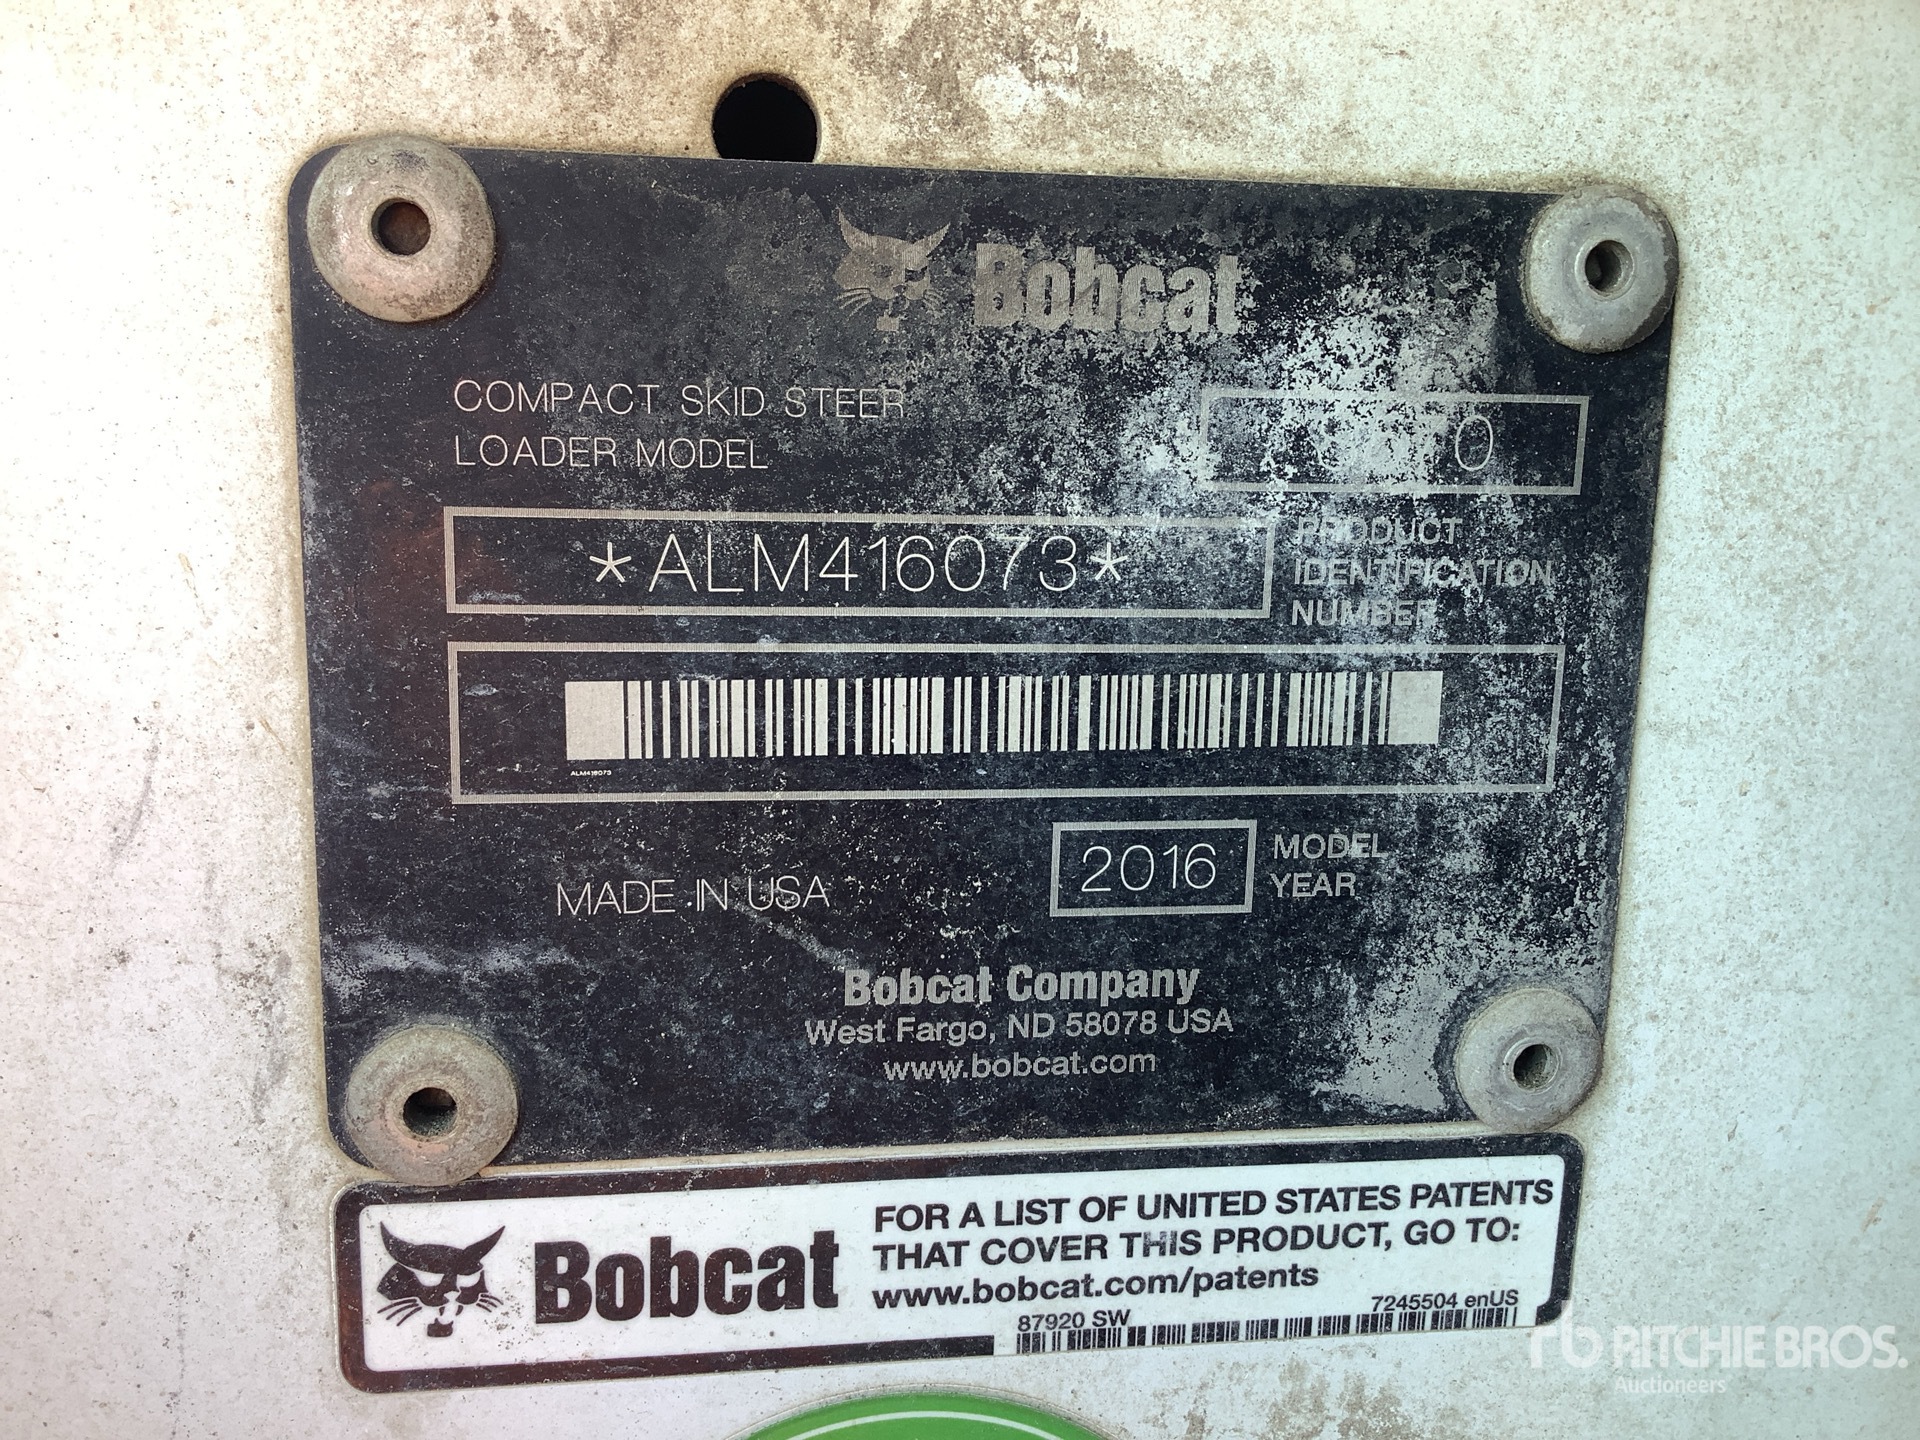 Bobcat
COMPACT SKID STEER
LOADER MODEL
*ALM416073*
PRODUCT
IDENTIFICATION
NUMBER
ALM416073
MADE IN USA
2016
MODEL
YEAR
Bobcat Company
West Fargo, ND 58078 USA
www.bobcat.com
Bobcat
FOR A LIST OF UNITED STATES PATENTS
THAT COVER THIS PRODUCT, GO TO:
www.bobcat.com/patents
87920 SW
7245504 enUS
rb RITCHIE BROS.
Auctioneers